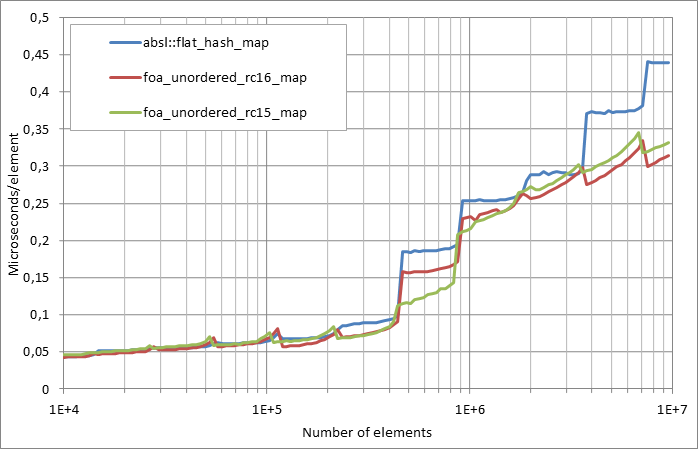 0,5
0,45
0,4
0,35
0,3
0,25
0,2
0,15
0,1
0,05
0
Microseconds/element
absl::flat_hash_map
foa_unordered_rc16_map
foa_unordered_rc15_map
1E+4 1E+5 1E+6 1E+7
Number of elements